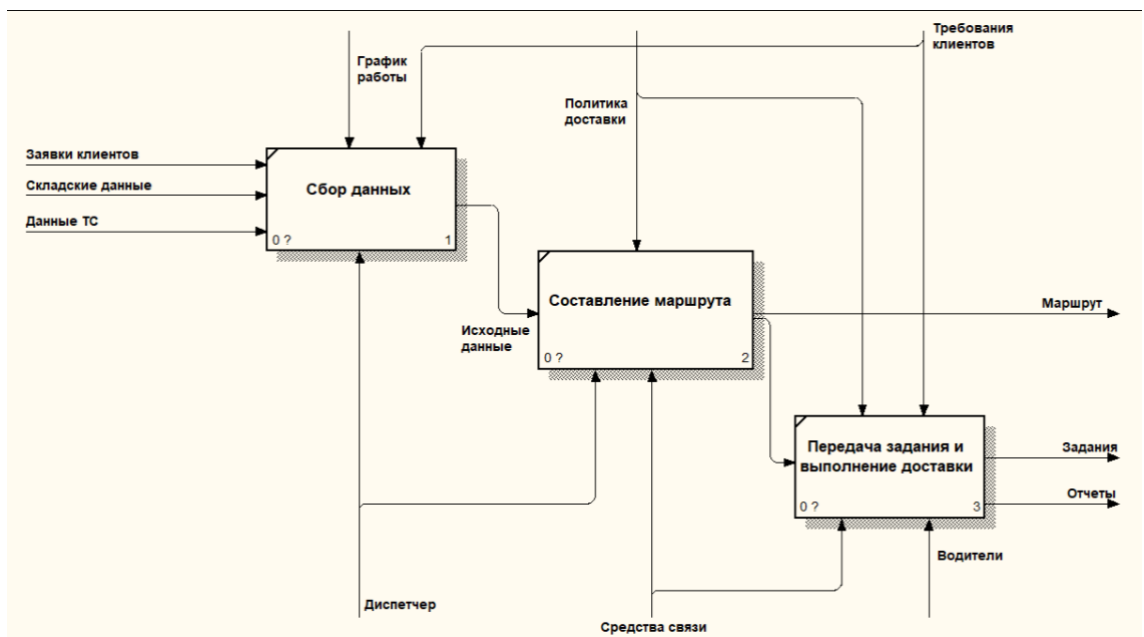 Требования
клиентов
График
работы
Политика
доставки
Заявки клиентов
Складские данные
Данные ТС
Сбор данных
0 ?
1
Составление маршрута
0 ?
2
Исходные
данные
Маршрут
Передача задания и
выполнение доставки
0 ?
3
Задания
Отчеты
Водители
Диспетчер
Средства связи